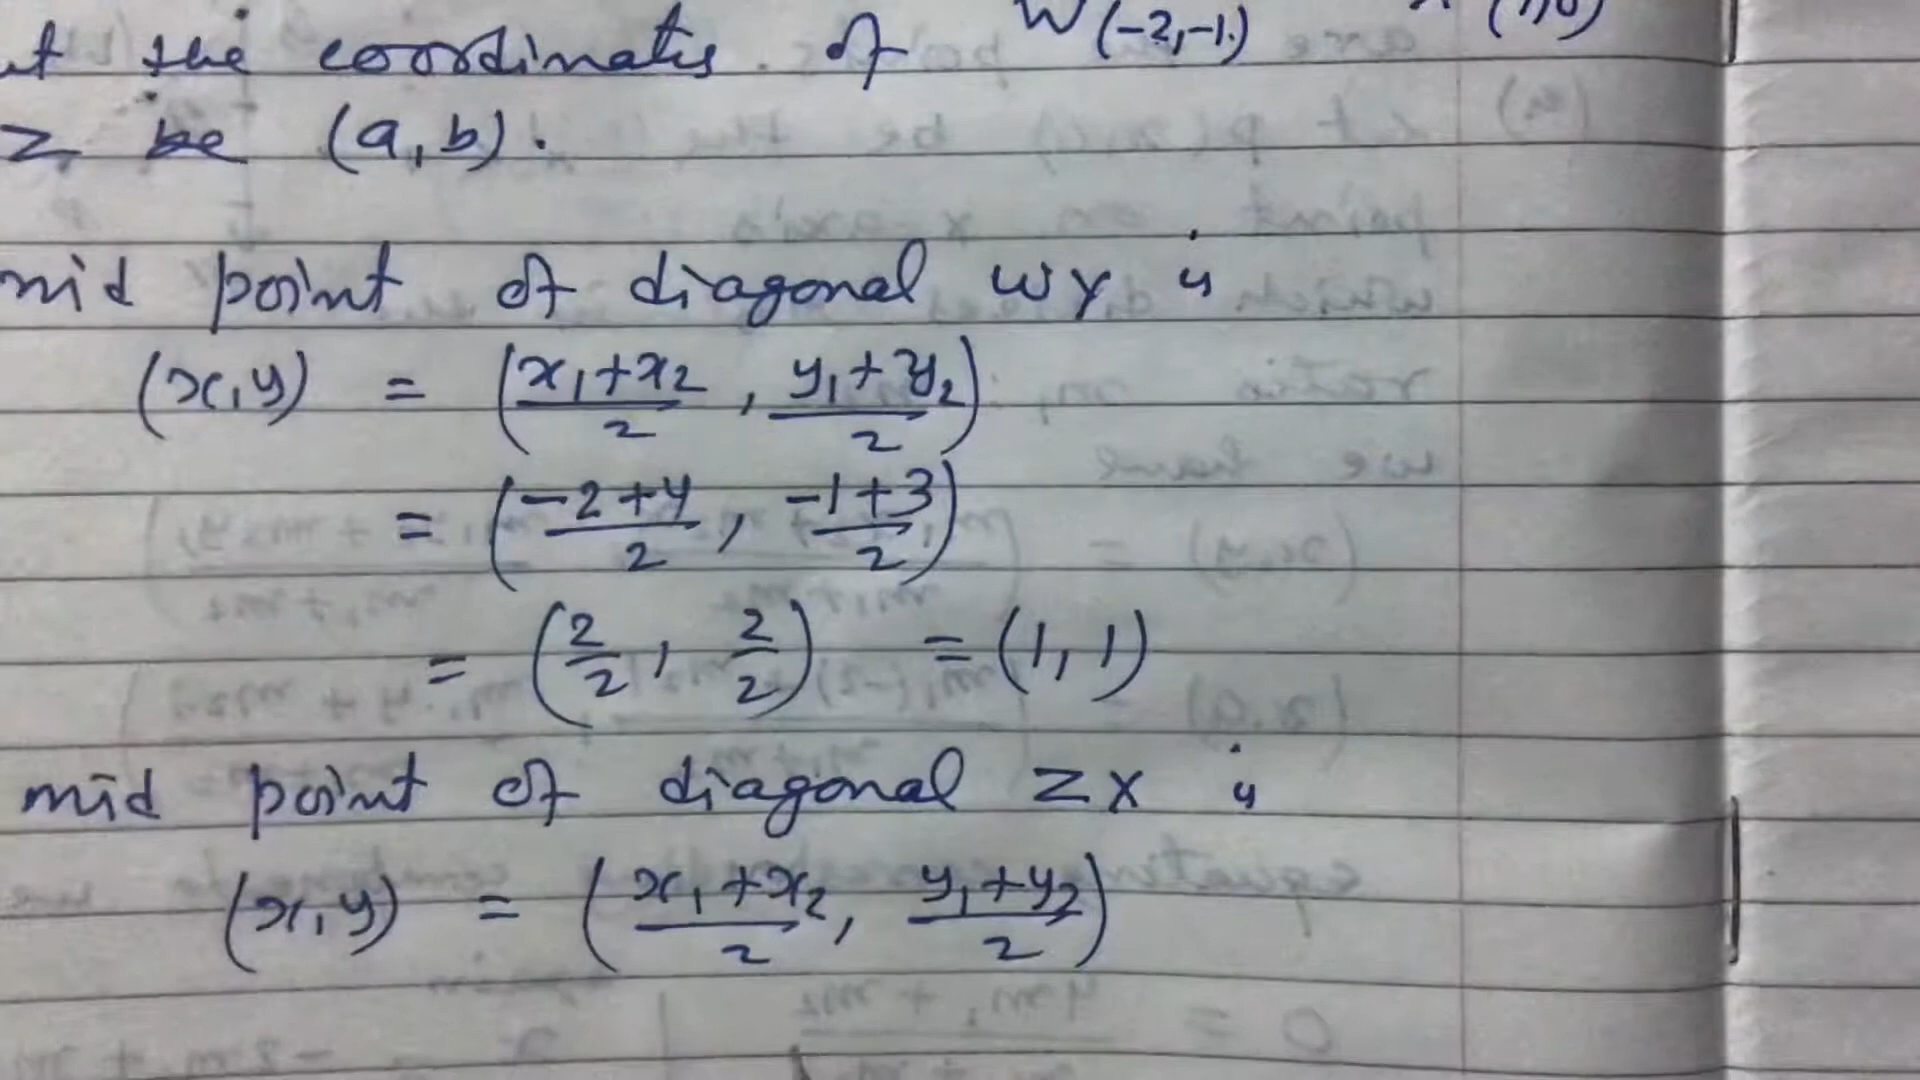 the coordinates of W(-2,-1)
Z be (a,b).
mid point of diagonal WY is
(x,y) = (x₁+x₂/2, y₁+y₂/2)
= (-2+4/2, -1+3/2)
= (2/2, 2/2) = (1,1)
mid point of diagonal ZX is
(x,y) = (x₁+x₂/2, y₁+y₂/2)